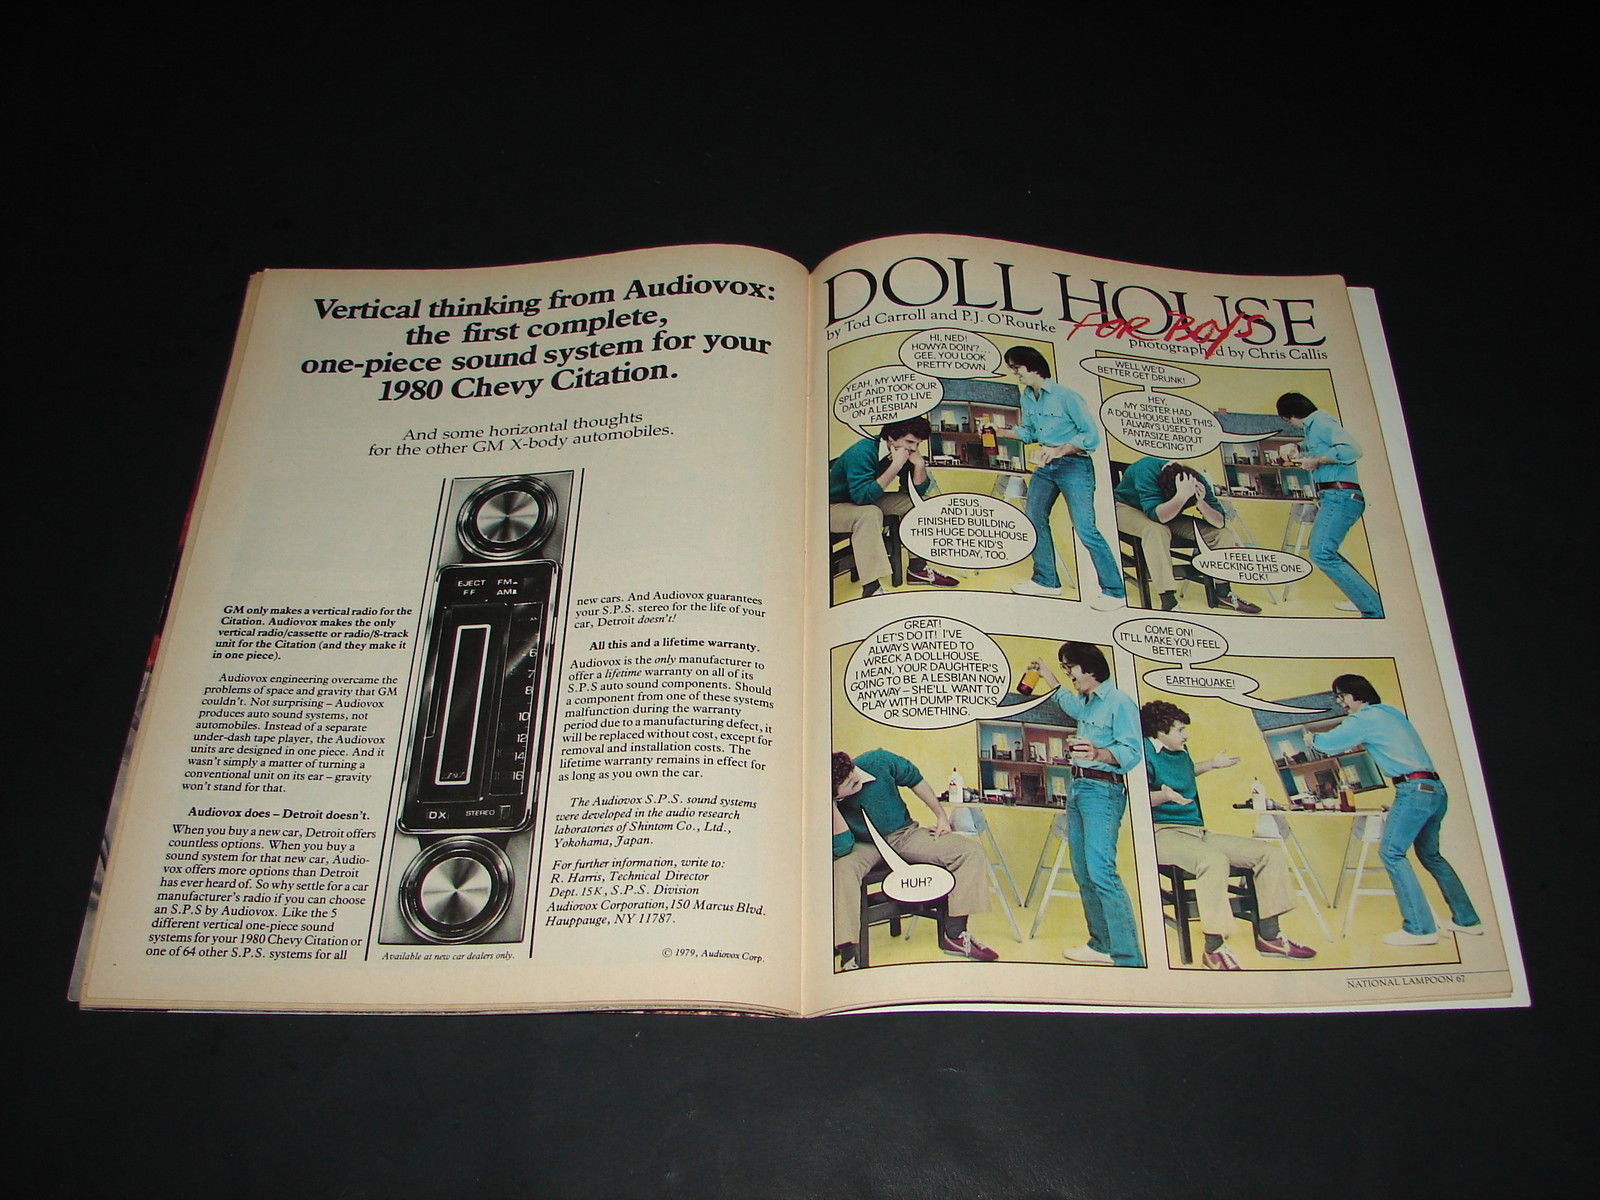 Vertical thinking from Audiovox:
the first complete,
one-piece sound system for your
1980 Chevy Citation.
And some horizontal thoughts
for the other GM X-body automobiles.
GM only makes a vertical radio for the
Citation. Audiovox makes the only
vertical radio/cassette or radio/8-track
unit for the Citation (and they make it
in one piece).
Audiovox engineering overcame the
problems of space and gravity that GM
couldn't. Not surprising – Audiovox
produces auto sound systems, not
automobiles. Instead of a separate
under-dash tape player, the Audiovox
units are designed in one piece. And it
wasn't simply a matter of turning a
conventional unit on its ear – gravity
won't stand for that.
Audiovox does – Detroit doesn't.
When you buy a new car, Detroit offers
countless options. When you buy a
sound system for that new car, Audio-
vox offers more options than Detroit
has ever heard of. So why settle for a car
manufacturer's radio if you can choose
an S.P.S by Audiovox. Like the 5
different vertical one-piece sound
systems for your 1980 Chevy Citation or
one of 64 other S.P.S. systems for all
EJECT FM
FF AM
6
7
8
10
12
14
16
DX STEREO
Available at new car dealers only.
new cars. And Audiovox guarantees
your S.P.S. stereo for the life of your
car, Detroit doesn't!
All this and a lifetime warranty.
Audiovox is the only manufacturer to
offer a lifetime warranty on all of its
S.P.S auto sound components. Should
a component from one of these systems
malfunction during the warranty
period due to a manufacturing defect, it
will be replaced without cost, except for
removal and installation costs. The
lifetime warranty remains in effect for
as long as you own the car.
The Audiovox S.P.S. sound systems
were developed in the audio research
laboratories of Shintom Co., Ltd.,
Yokohama, Japan.
For further information, write to:
R. Harris, Technical Director
Dept. 15K, S.P.S. Division
Audiovox Corporation, 150 Marcus Blvd.
Hauppauge, NY 11787.
© 1979, Audiovox Corp.
DOLL HOUSE
FOR BOYS
by Tod Carroll and P.J. O'Rourke
photographed by Chris Callis
HI, NED!
HOWYA DOIN'?...
GEE, YOU LOOK
PRETTY DOWN.
YEAH, MY WIFE
SPLIT AND TOOK OUR
DAUGHTER TO LIVE
ON A LESBIAN
FARM
JESUS,
AND I JUST
FINISHED BUILDING
THIS HUGE DOLLHOUSE
FOR THE KID'S
BIRTHDAY, TOO.
WELL WE'D
BETTER GET DRUNK!
HEY,
MY SISTER HAD
A DOLLHOUSE LIKE THIS.
I ALWAYS USED TO
FANTASIZE ABOUT
WRECKING IT.
I FEEL LIKE
WRECKING THIS ONE.
FUCK!
GREAT!
LET'S DO IT! I'VE
ALWAYS WANTED TO
WRECK A DOLLHOUSE.
I MEAN, YOUR DAUGHTER'S
GOING TO BE A LESBIAN NOW
ANYWAY – SHE'LL WANT TO
PLAY WITH DUMP TRUCKS
OR SOMETHING.
HUH?
COME ON!
IT'LL MAKE YOU FEEL
BETTER!
EARTHQUAKE!
NATIONAL LAMPOON 67